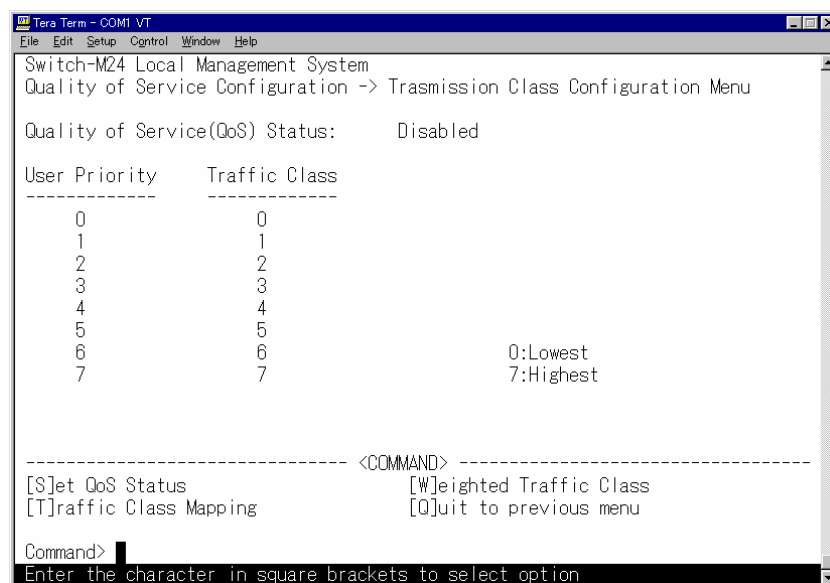 Tera Term - COM1 VT
File Edit Setup Control Window Help
Switch-M24 Local Management System
Quality of Service Configuration -> Trasmission Class Configuration Menu
Quality of Service(QoS) Status:      Disabled
User Priority     Traffic Class
-------------     -------------
0     0
1     1
2     2
3     3
4     4
5     5
6     6     0:Lowest
7     7     7:Highest
-------------------------------- <COMMAND> -----------------------------------
[S]et QoS Status     [W]eighted Traffic Class
[T]raffic Class Mapping     [Q]uit to previous menu
Command>
Enter the character in square brackets to select option